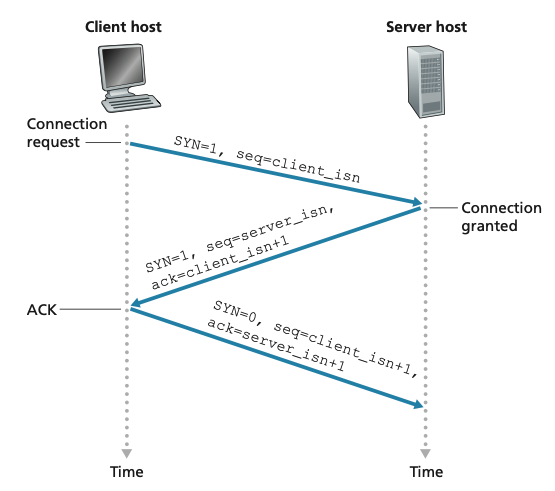 Client host
Server host
Connection
request
SYN=1, seq=client_isn
Connection
granted
SYN=1, seq=server_isn,
ack=client_isn+1
ACK
SYN=0, seq=client_isn+1,
ack=server_isn+1
Time
Time